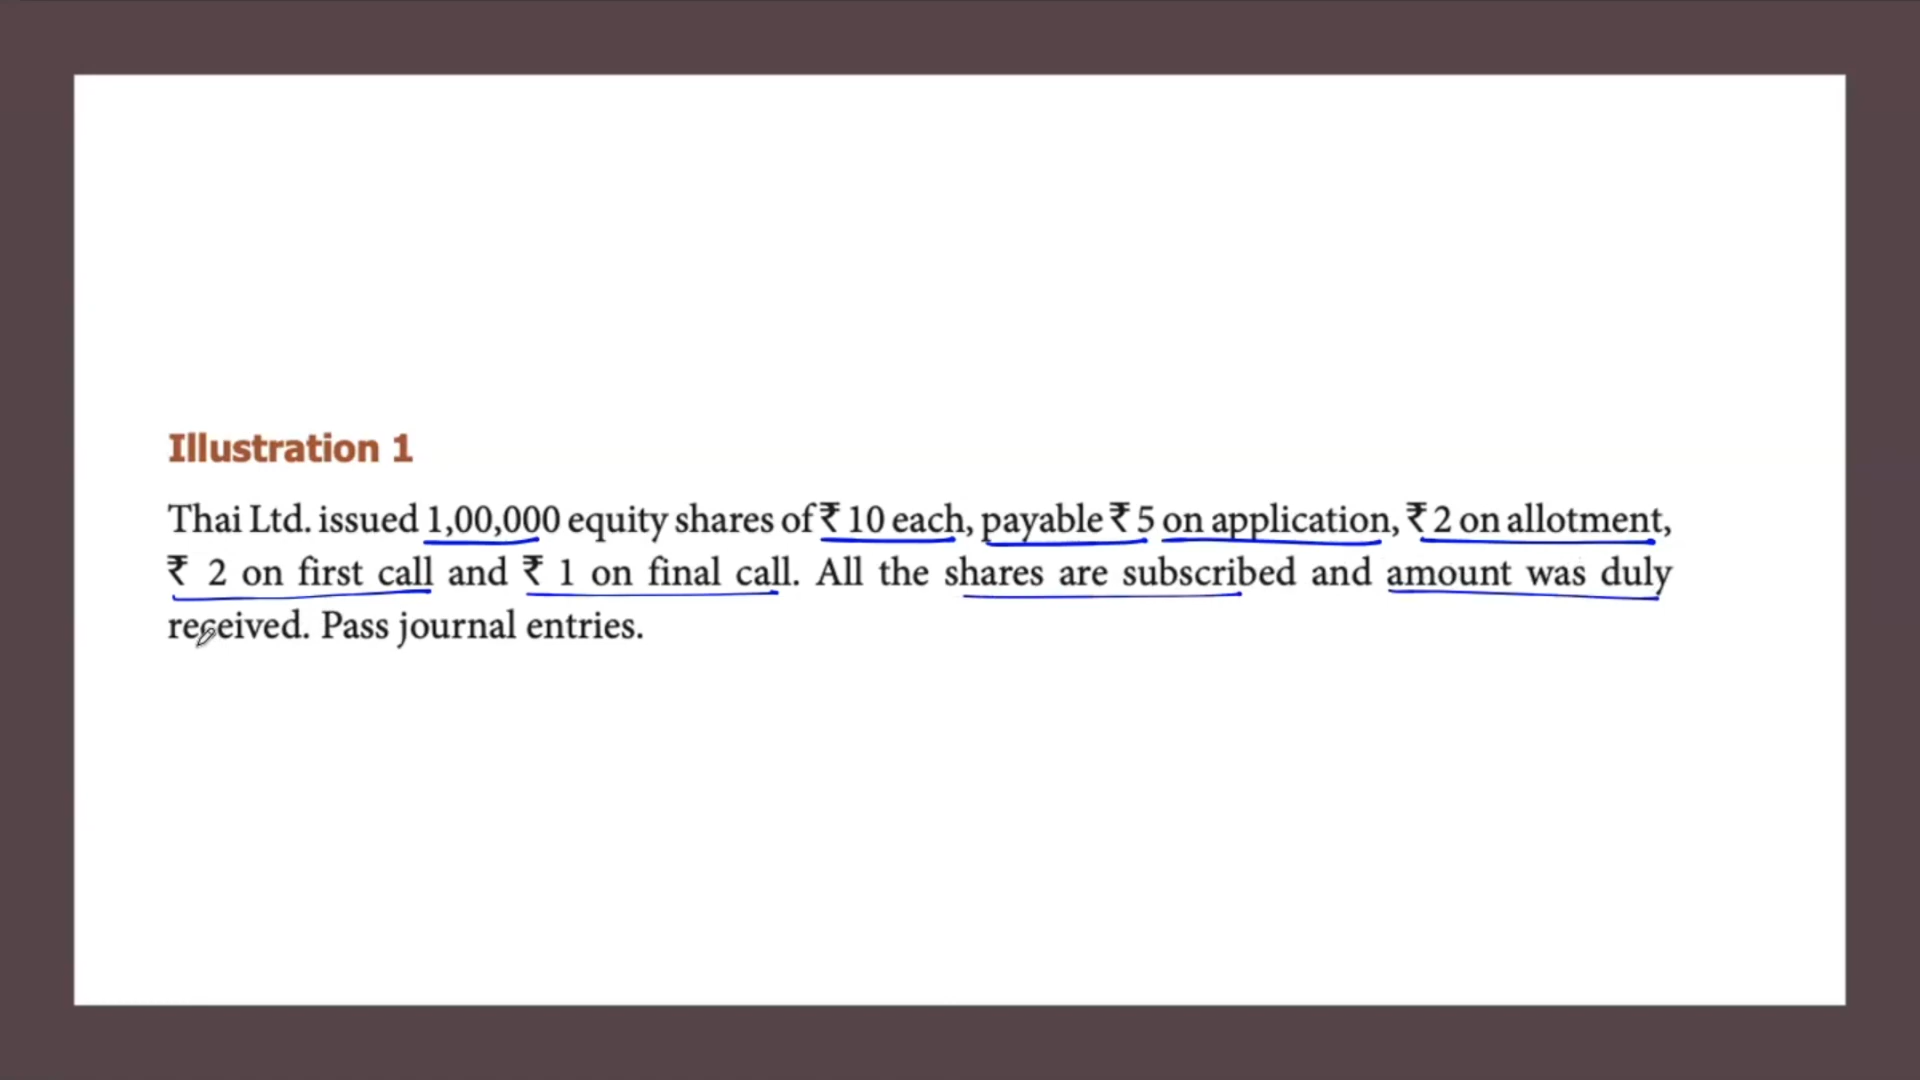 Illustration 1
Thai Ltd. issued 1,00,000 equity shares of ₹ 10 each, payable ₹ 5 on application, ₹ 2 on allotment,
₹ 2 on first call and ₹ 1 on final call. All the shares are subscribed and amount was duly
received. Pass journal entries.